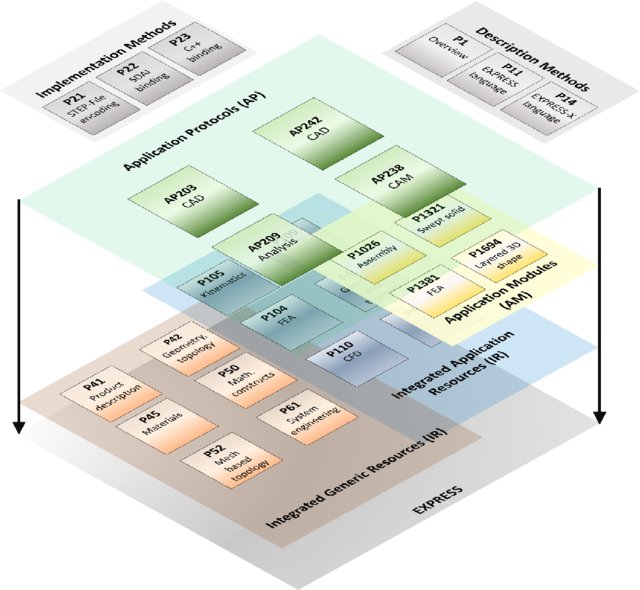 Implementation Methods
P21
STEP-File
encoding
P22
SDAI
binding
P23
C++
binding
Description Methods
P1
Overview
P11
EXPRESS
language
P14
EXPRESS-X
language
Application Protocols (AP)
AP242
CAD
AP203
CAD
AP238
CAM
AP209
Analysis
P1321
Swept solid
P1026
Assembly
P1694
Layered 3D
shape
P1381
FEA
Application Modules
(AM)
P105
Kinematics
P104
FEA
P110
CFD
Integrated Application
Resources (IR)
P42
Geometry,
topology
P41
Product
description
P50
Math.
constructs
P45
Materials
P61
System
engineering
P52
Mesh
based
topology
Integrated Generic Resources (IR)
EXPRESS